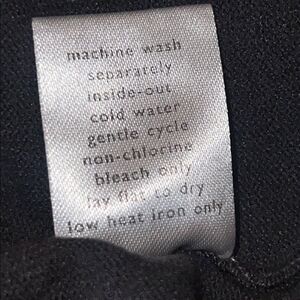 machine wash
separately
inside-out
cold water
gentle cycle
non-chlorine
bleach only
lay flat to dry
low heat iron only